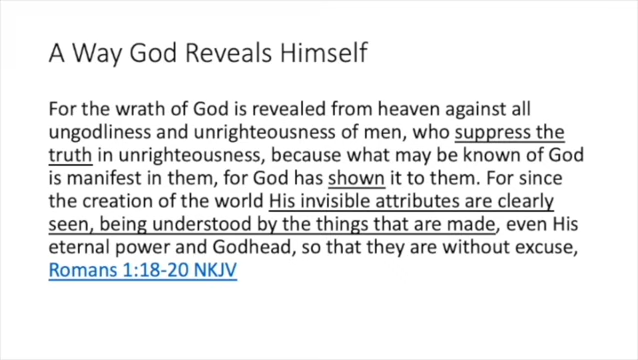 A Way God Reveals Himself
For the wrath of God is revealed from heaven against all
ungodliness and unrighteousness of men, who suppress the
truth in unrighteousness, because what may be known of God
is manifest in them, for God has shown it to them. For since
the creation of the world His invisible attributes are clearly
seen, being understood by the things that are made, even His
eternal power and Godhead, so that they are without excuse,
Romans 1:18-20 NKJV